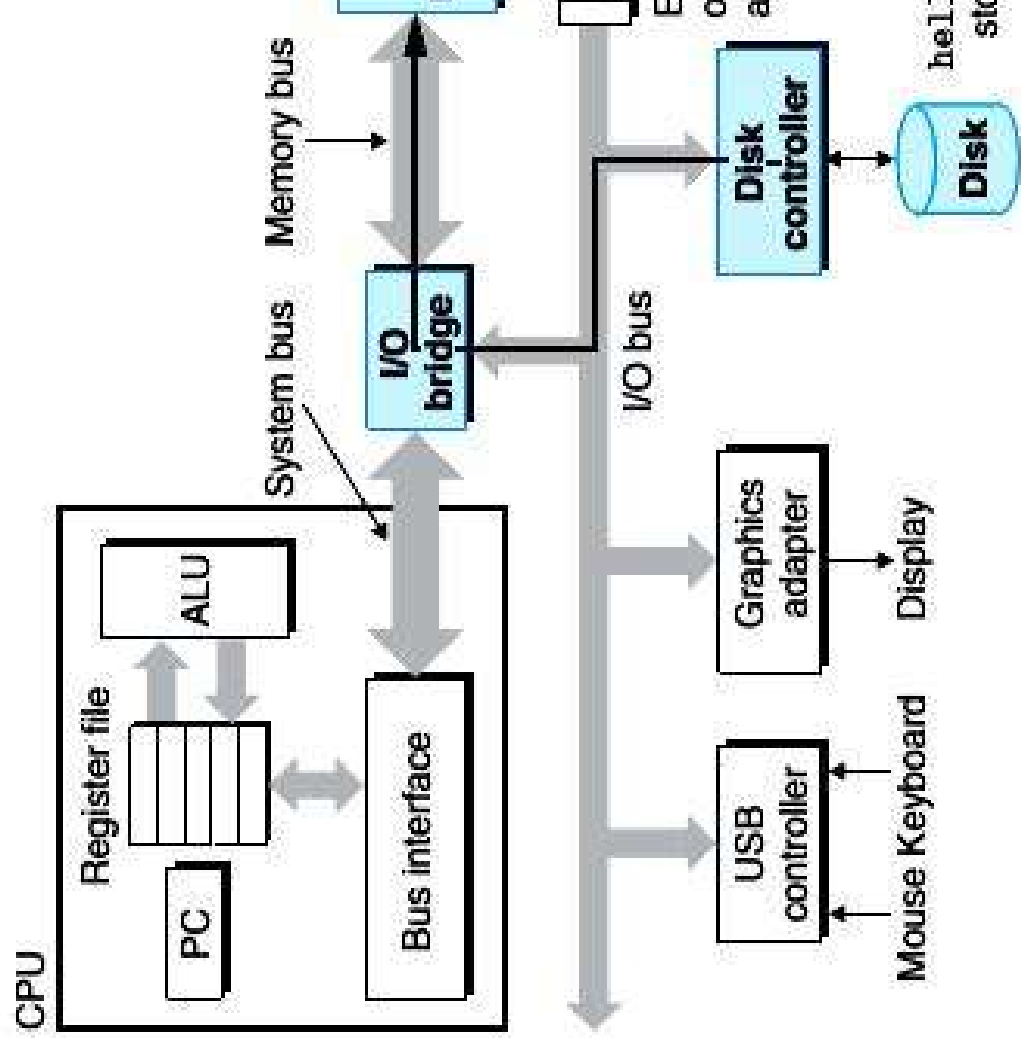 CPU
Register file
PC
ALU
System bus
Memory bus
Bus interface
I/O
bridge
I/O bus
USB
controller
Graphics
adapter
Disk
controller
Mouse Keyboard
Display
Disk